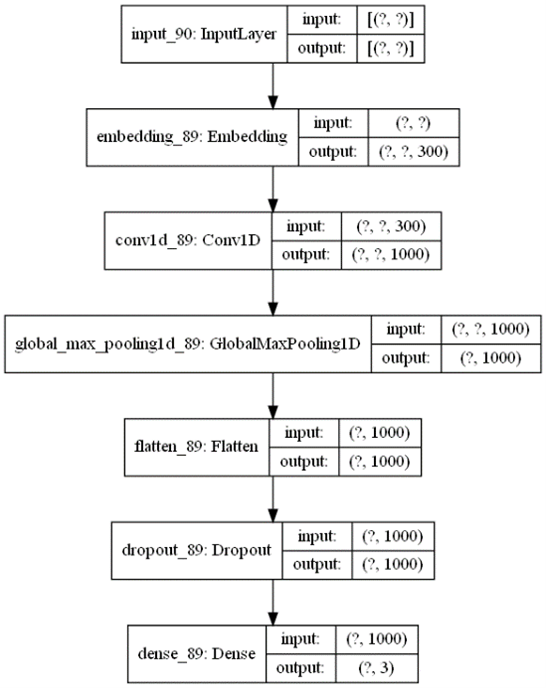 input_90: InputLayer
input: [(?, ?)]
output: [(?, ?)]
embedding_89: Embedding
input: (?, ?)
output: (?, ?, 300)
conv1d_89: Conv1D
input: (?, ?, 300)
output: (?, ?, 1000)
global_max_pooling1d_89: GlobalMaxPooling1D
input: (?, ?, 1000)
output: (?, 1000)
flatten_89: Flatten
input: (?, 1000)
output: (?, 1000)
dropout_89: Dropout
input: (?, 1000)
output: (?, 1000)
dense_89: Dense
input: (?, 1000)
output: (?, 3)